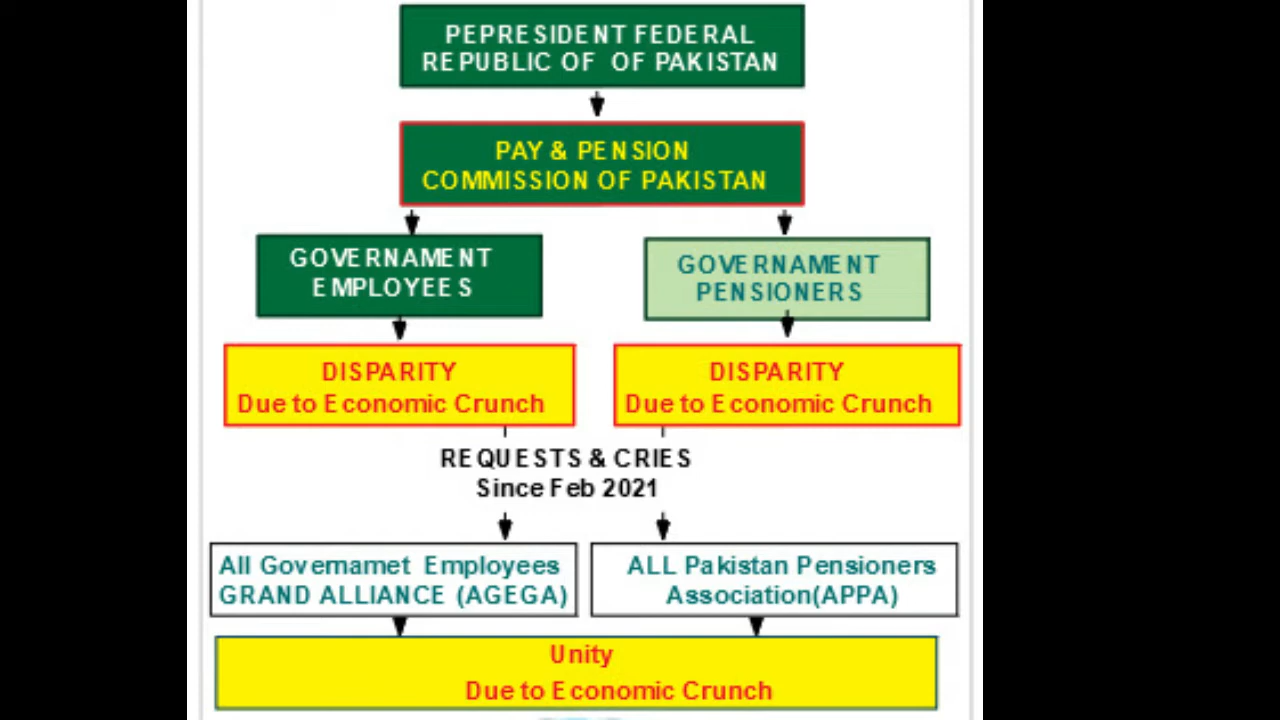 PEPRESIDENT FEDERAL
REPUBLIC OF OF PAKISTAN
PAY & PENSION
COMMISSION OF PAKISTAN
GOVERNAMENT
EMPLOYEES
GOVERNAMENT
PENSIONERS
DISPARITY
Due to Economic Crunch
DISPARITY
Due to Economic Crunch
REQUESTS & CRIES
Since Feb 2021
All Governamet Employees
GRAND ALLIANCE (AGEGA)
ALL Pakistan Pensioners
Association(APPA)
Unity
Due to Economic Crunch